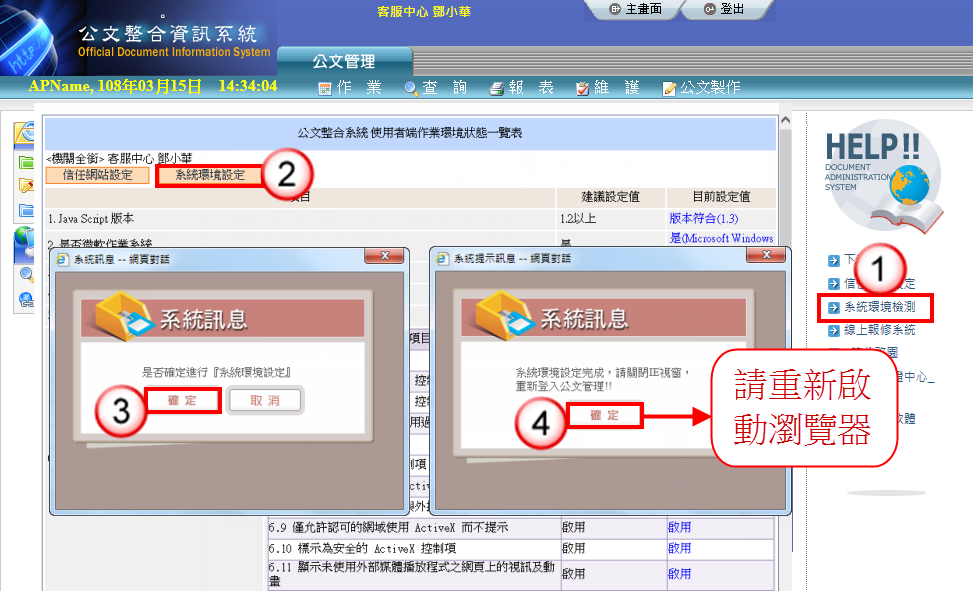 客服中心 鄧小華
主畫面
登出
公文整合資訊系統
Official Document Information System
公文管理
APName, 108年03月15日 14:34:04
作 業
查 詢
報 表
維 護
公文製作
公文整合系統 使用者端作業環境狀態一覽表
<機關全銜> 客服中心 鄧小華
信任網站設定
系統環境設定
2
項目
建議設定值
目前設定值
1. Java Script 版本
1.2以上
版本符合(1.3)
2. 是否微軟作業系統
是
是(Microsoft Windows
系統訊息 -- 網頁對話
系統訊息
是否確定進行『系統環境設定』
3
確 定
取 消
系統提示訊息 -- 網頁對話
系統訊息
系統環境設定完成，請關閉IE視窗，
重新登入公文管理!!
4
確 定
請重新啟
動瀏覽器
6.9 僅允許認可的網域使用 ActiveX 而不提示
啟用
啟用
6.10 標示為安全的 ActiveX 控制項
啟用
啟用
6.11 顯示未使用外部媒體播放程式之網頁上的視訊及動
畫
啟用
啟用
HELP!!
DOCUMENT
ADMINISTRATION
SYSTEM
1
系統環境檢測
線上報修系統